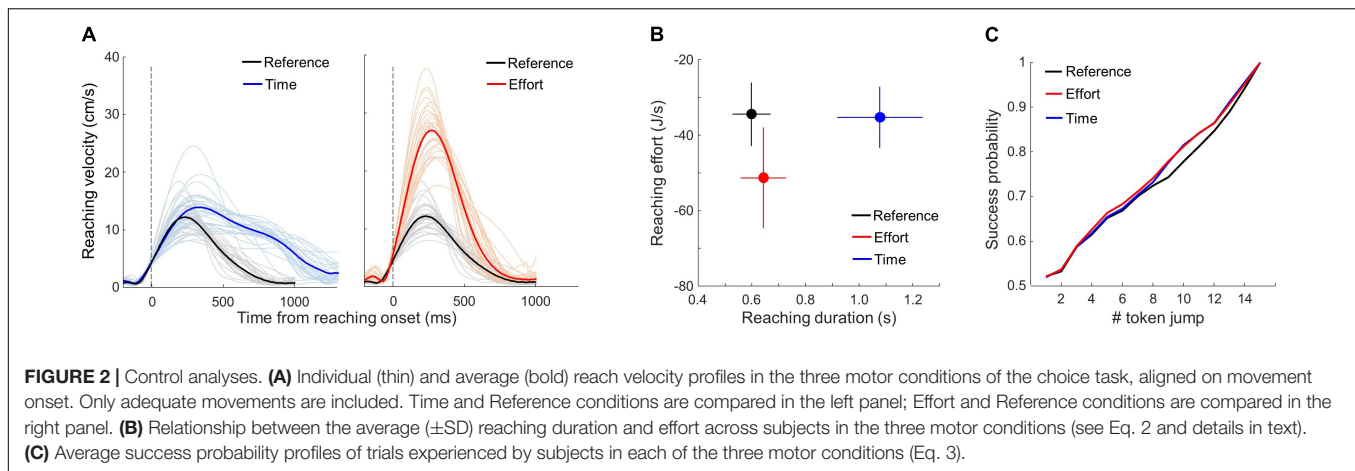 A
B
C
40
30
20
10
0
Reaching velocity (cm/s)
Reference
Time
0
500
1000
Reference
Effort
0
500
1000
Time from reaching onset (ms)
-20
-40
-60
-80
Reaching effort (J/s)
Reference
Effort
Time
0.4
0.6
0.8
1.0
1.2
Reaching duration (s)
1
0.9
0.8
0.7
0.6
0.5
Success probability
Reference
Effort
Time
2
4
6
8
10
12
14
# token jump
FIGURE 2 | Control analyses. (A) Individual (thin) and average (bold) reach velocity profiles in the three motor conditions of the choice task, aligned on movement
onset. Only adequate movements are included. Time and Reference conditions are compared in the left panel; Effort and Reference conditions are compared in the
right panel. (B) Relationship between the average (±SD) reaching duration and effort across subjects in the three motor conditions (see Eq. 2 and details in text).
(C) Average success probability profiles of trials experienced by subjects in each of the three motor conditions (Eq. 3).